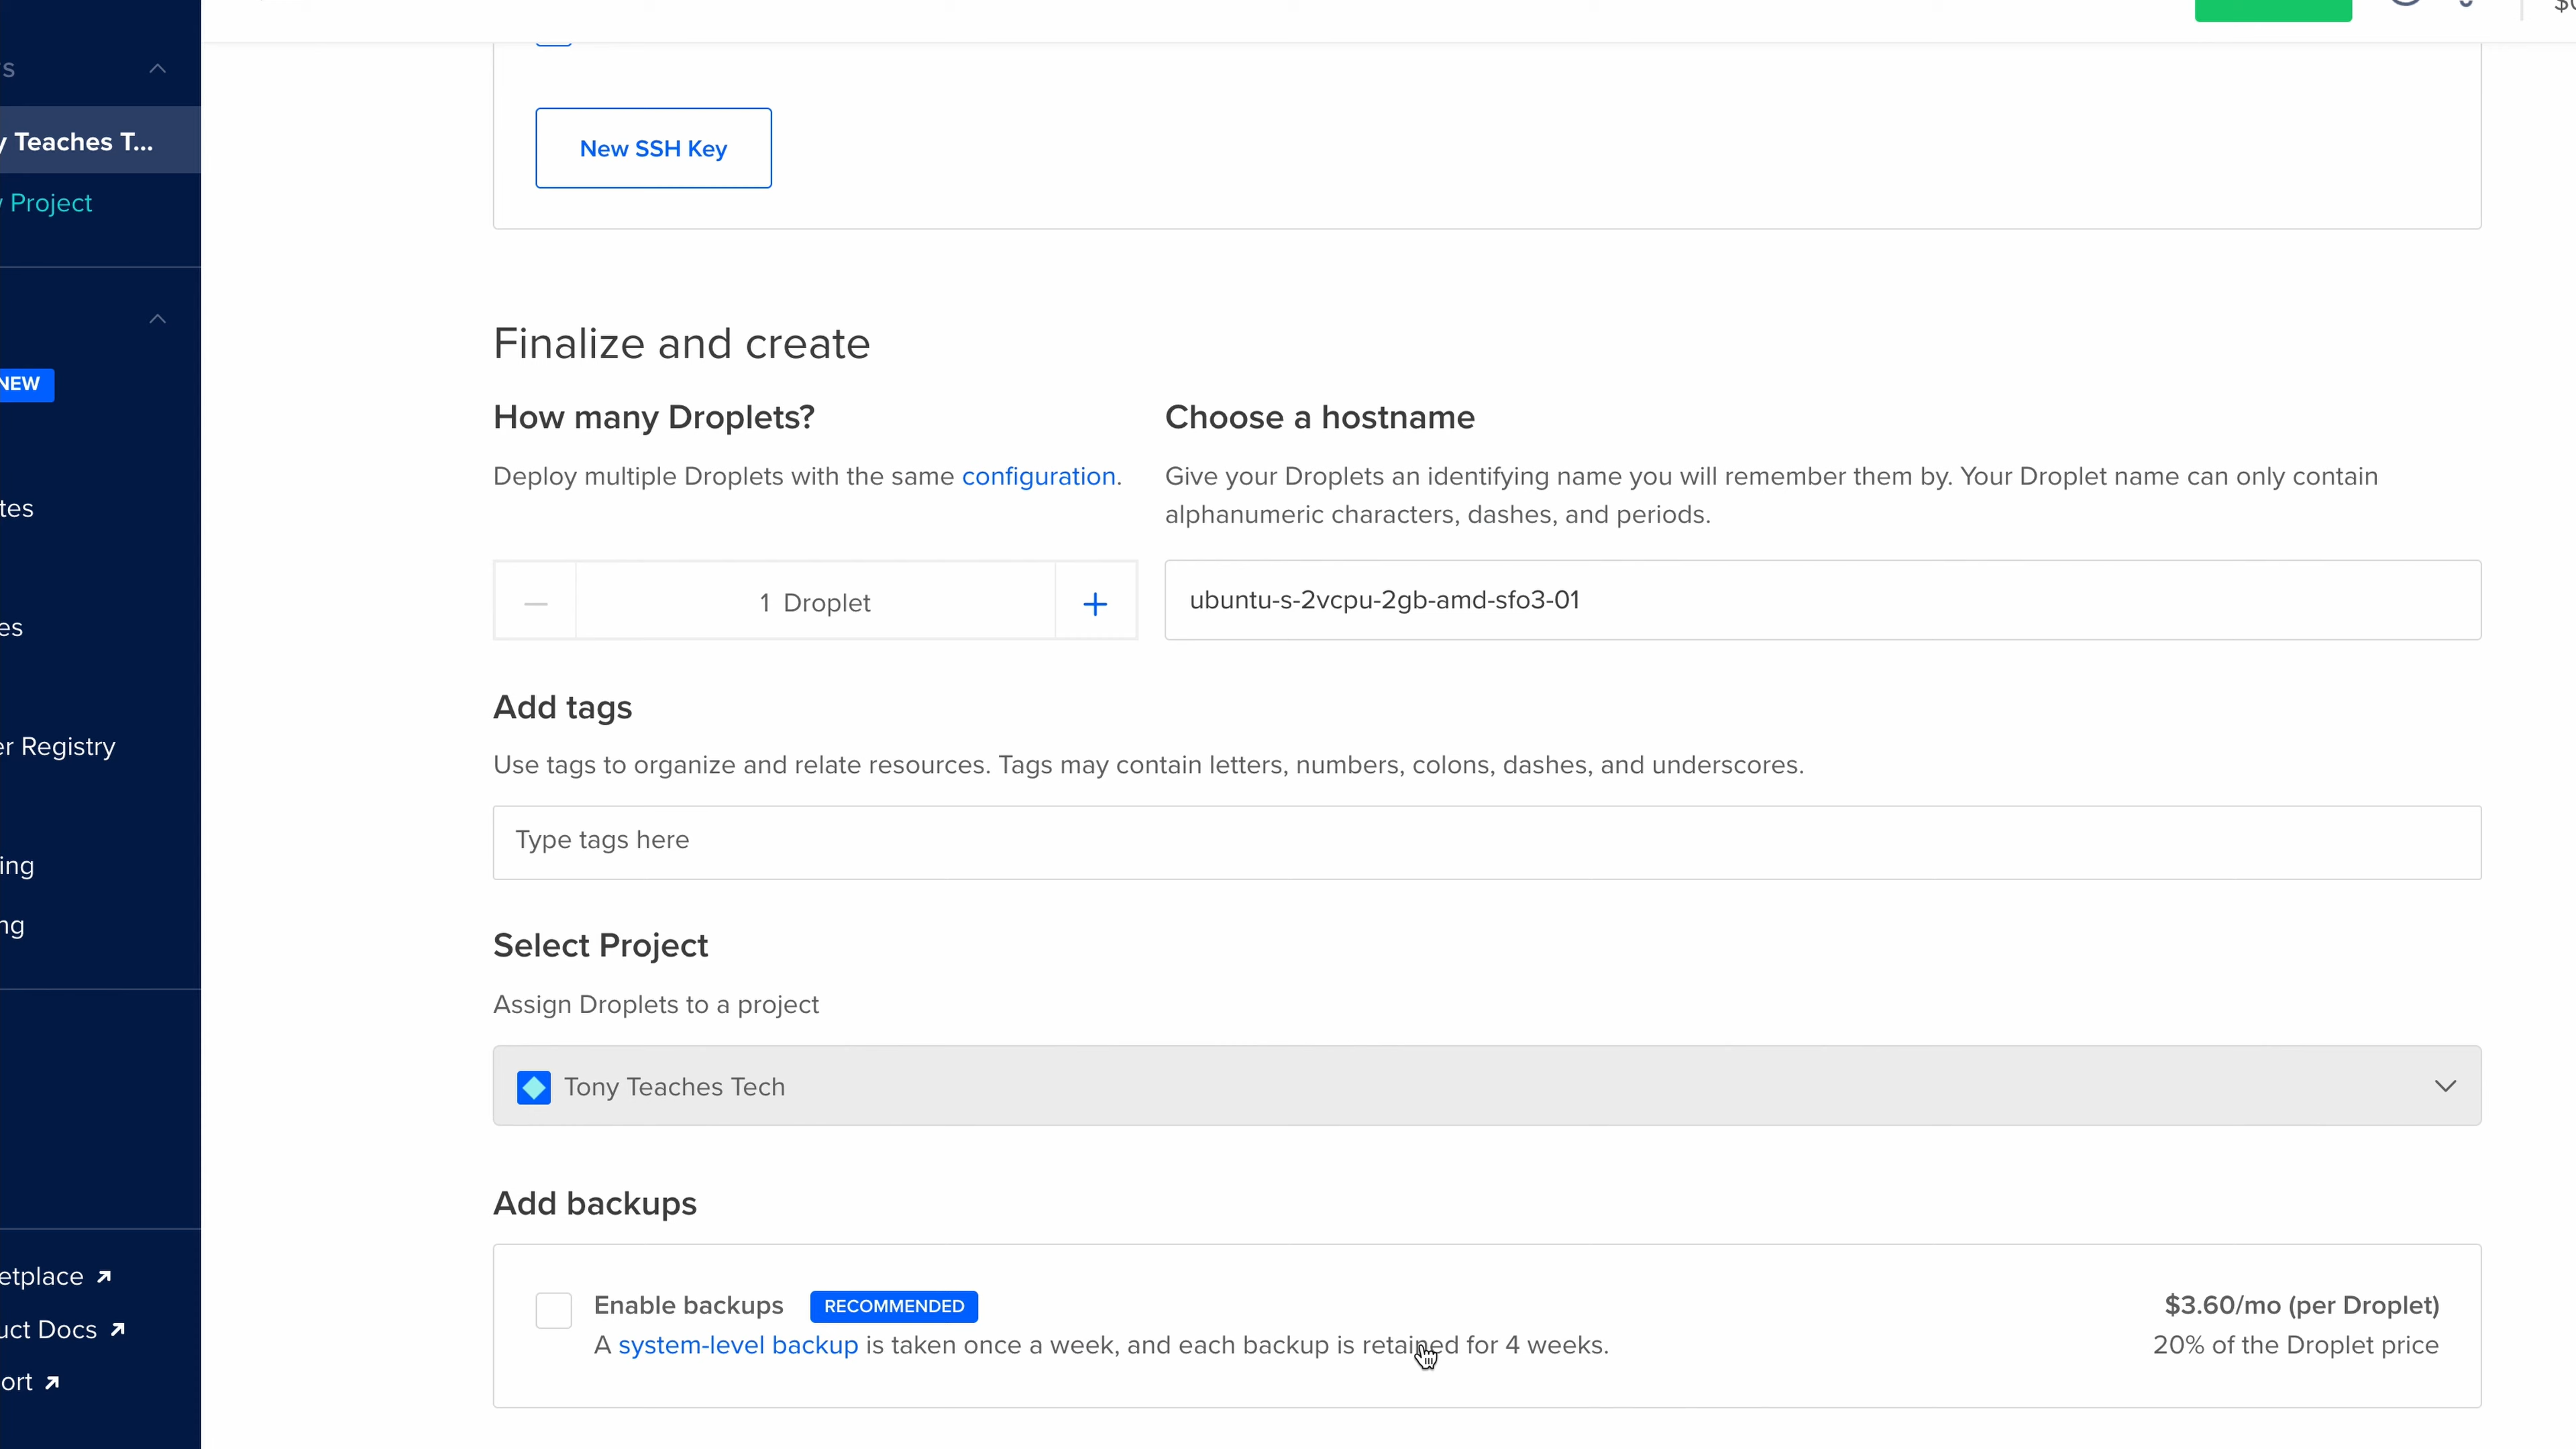 S
y Teaches T...
Project
NEW
tes
es
er Registry
ing
ng
etplace
uct Docs
ort
New SSH Key
Finalize and create
How many Droplets?
Deploy multiple Droplets with the same configuration.
1 Droplet
Choose a hostname
Give your Droplets an identifying name you will remember them by. Your Droplet name can only contain
alphanumeric characters, dashes, and periods.
ubuntu-s-2vcpu-2gb-amd-sfo3-01
Add tags
Use tags to organize and relate resources. Tags may contain letters, numbers, colons, dashes, and underscores.
Type tags here
Select Project
Assign Droplets to a project
Tony Teaches Tech
Add backups
Enable backups RECOMMENDED
$3.60/mo (per Droplet)
A system-level backup is taken once a week, and each backup is retained for 4 weeks.
20% of the Droplet price